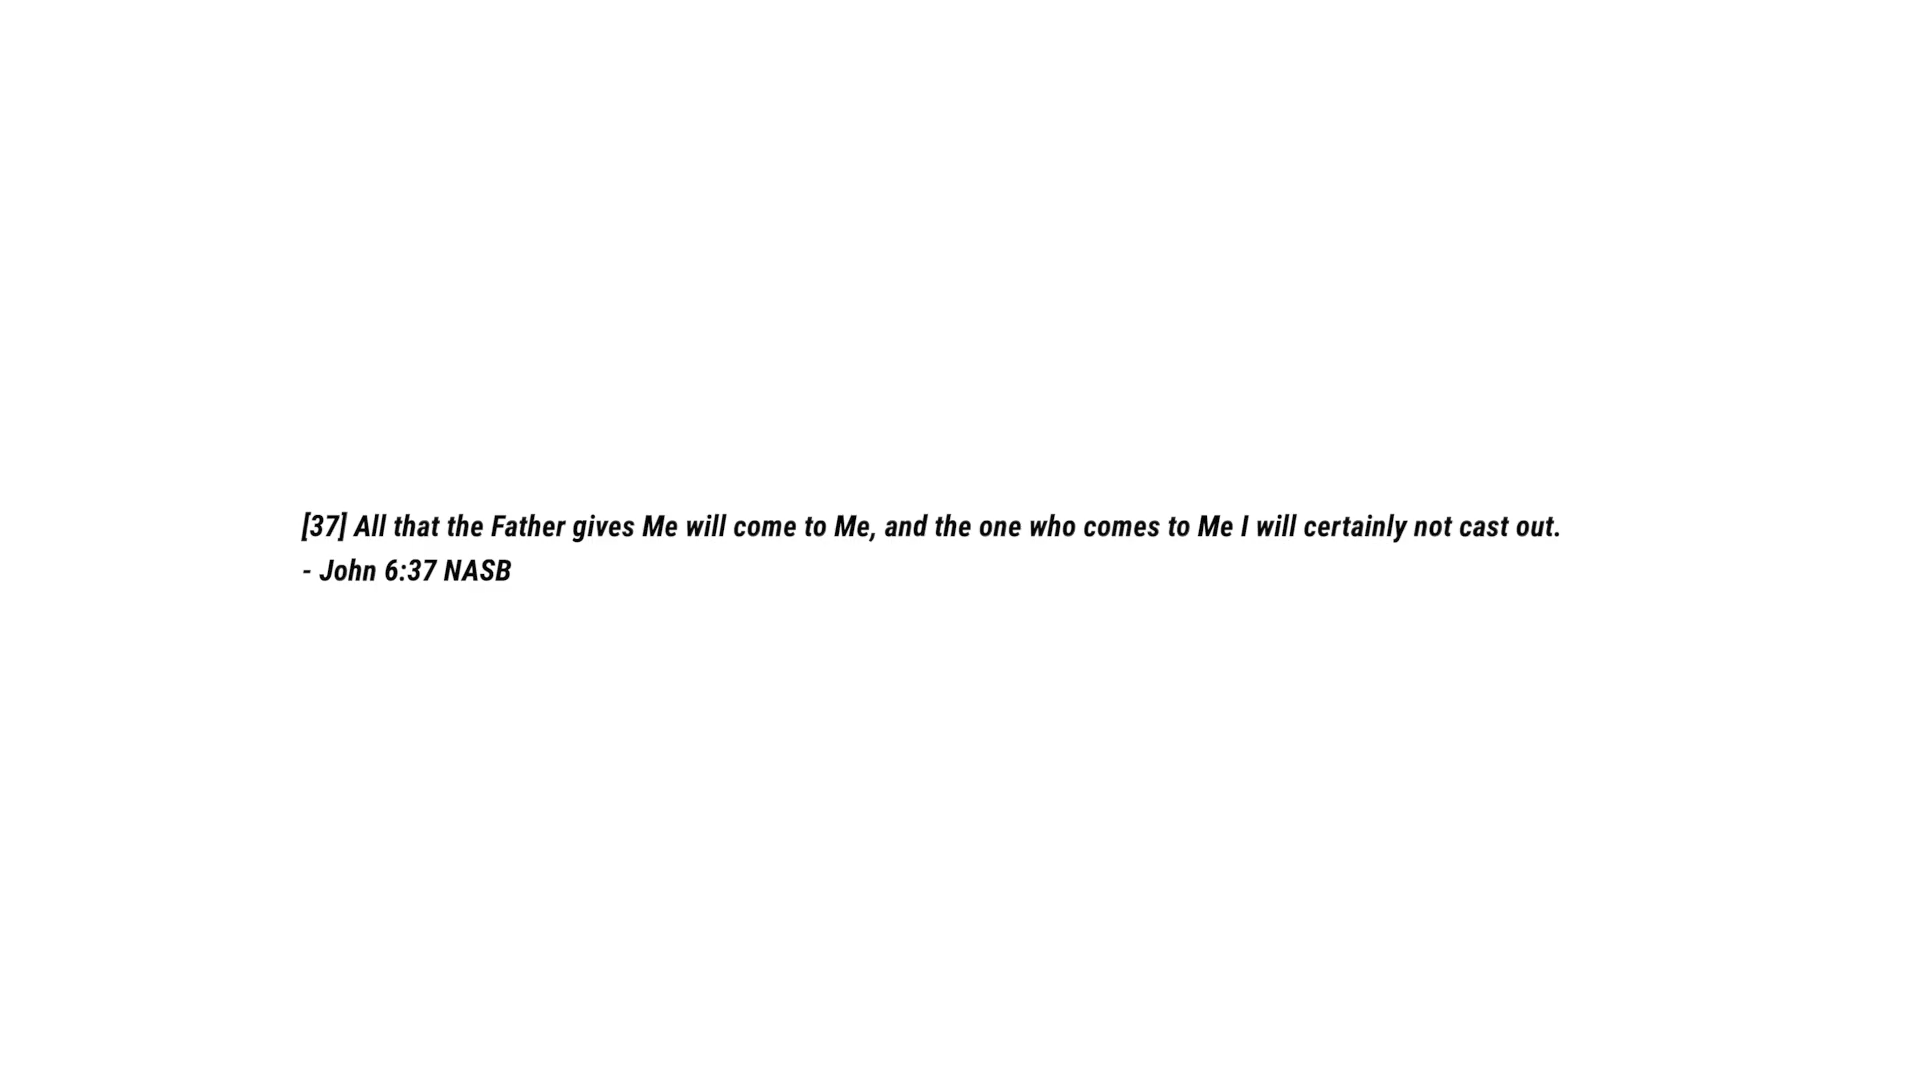 [37] All that the Father gives Me will come to Me, and the one who comes to Me I will certainly not cast out.
- John 6:37 NASB